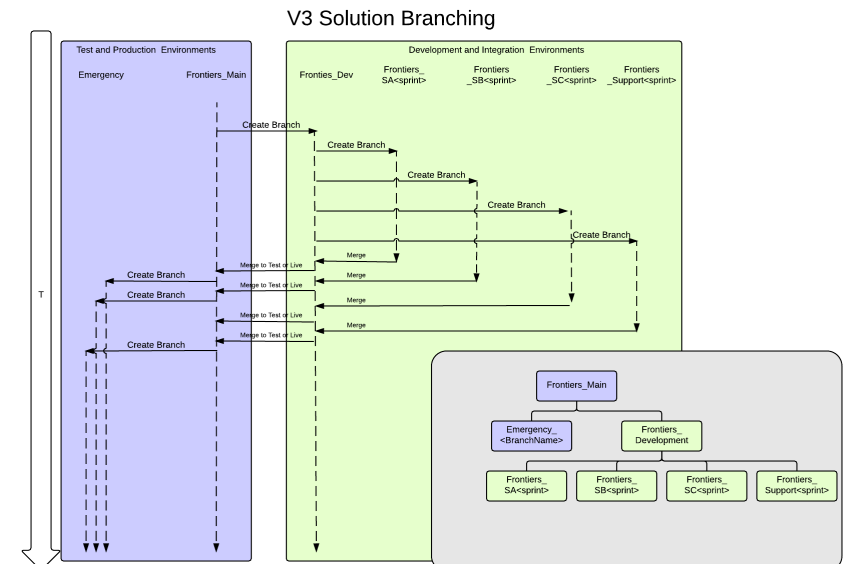 V3 Solution Branching
Test and Production Environments
Development and Integration Environments
Emergency
Frontiers_Main
Fronties_Dev
Frontiers_
SA<sprint>
Frontiers
_SB<sprint>
Frontiers
_SC<sprint>
Frontiers
_Support<sprint>
Create Branch
Create Branch
Create Branch
Create Branch
Create Branch
Merge
Merge to Test or Live
Create Branch
Merge
Merge to Test or Live
Create Branch
T
Merge
Merge to Test or Live
Merge
Merge to Test or Live
Create Branch
Frontiers_Main
Emergency_
<BranchName>
Frontiers_
Development
Frontiers_
SA<sprint>
Frontiers_
SB<sprint>
Frontiers_
SC<sprint>
Frontiers_
Support<sprint>